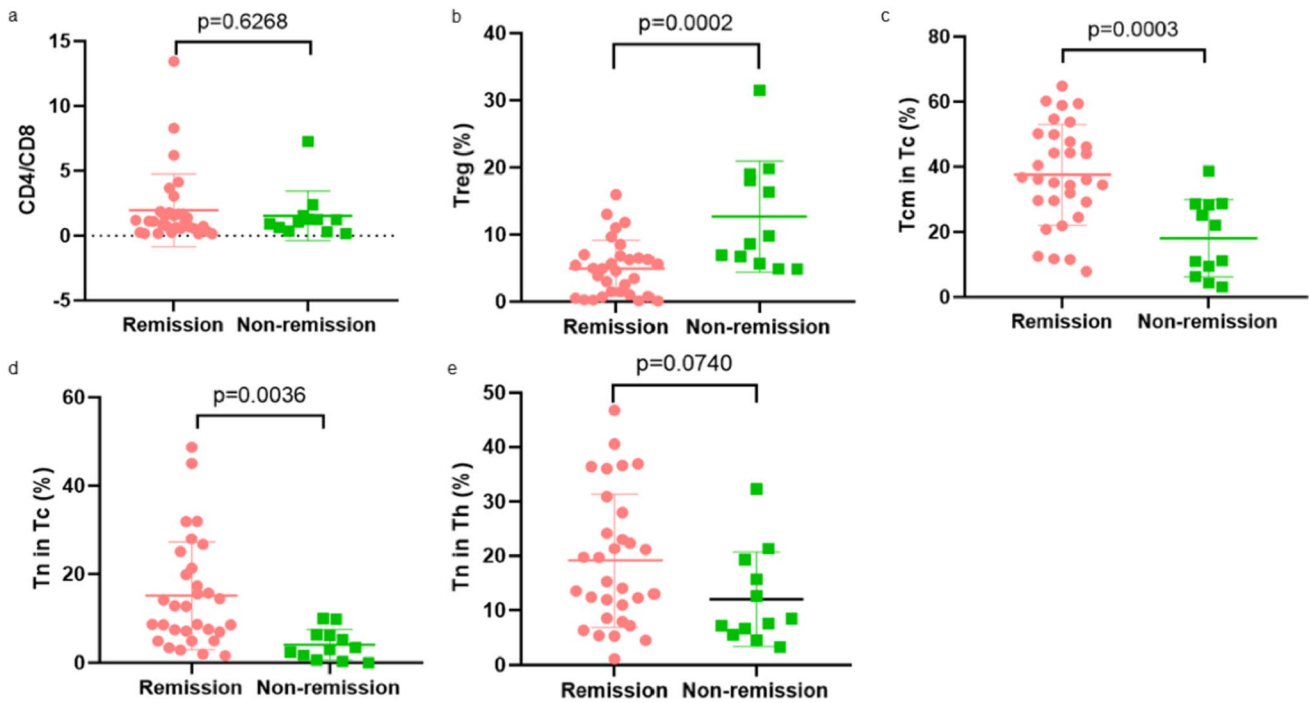 a
p=0.6268
CD4/CD8
15
10
5
0
-5
Remission Non-remission
b
p=0.0002
Treg (%)
40
30
20
10
0
Remission Non-remission
c
p=0.0003
Tcm in Tc (%)
80
60
40
20
0
Remission Non-remission
d
p=0.0036
Tn in Tc (%)
60
40
20
0
Remission Non-remission
e
p=0.0740
Tn in Th (%)
50
40
30
20
10
0
Remission Non-remission